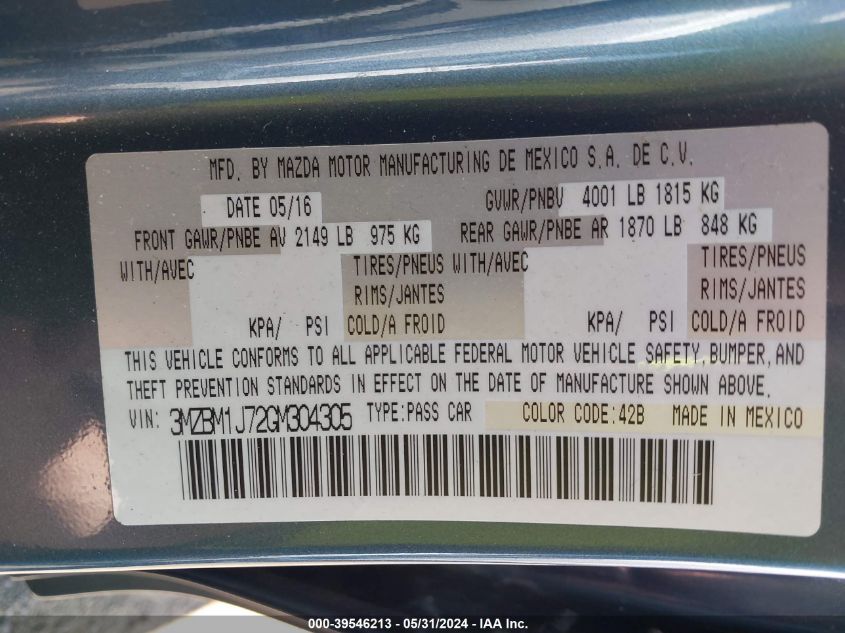 MFD. BY MAZDA MOTOR MANUFACTURING DE MEXICO S.A. DE C.V.
DATE 05/16 GVWR/PNBV 4001 LB 1815 KG
FRONT GAWR/PNBE AV 2149 LB 975 KG REAR GAWR/PNBE AR 1870 LB 848 KG
WITH/AVEC TIRES/PNEUS WITH/AVEC TIRES/PNEUS
RIMS/JANTES RIMS/JANTES
KPA/ PSI COLD/A FROID KPA/ PSI COLD/A FROID
THIS VEHICLE CONFORMS TO ALL APPLICABLE FEDERAL MOTOR VEHICLE SAFETY, BUMPER, AND
THEFT PREVENTION STANDARDS IN EFFECT ON THE DATE OF MANUFACTURE SHOWN ABOVE.
VIN: 3MZBM1J72GM304305 TYPE:PASS CAR COLOR CODE:42B MADE IN MEXICO
000-39546213 - 05/31/2024 - IAA Inc.